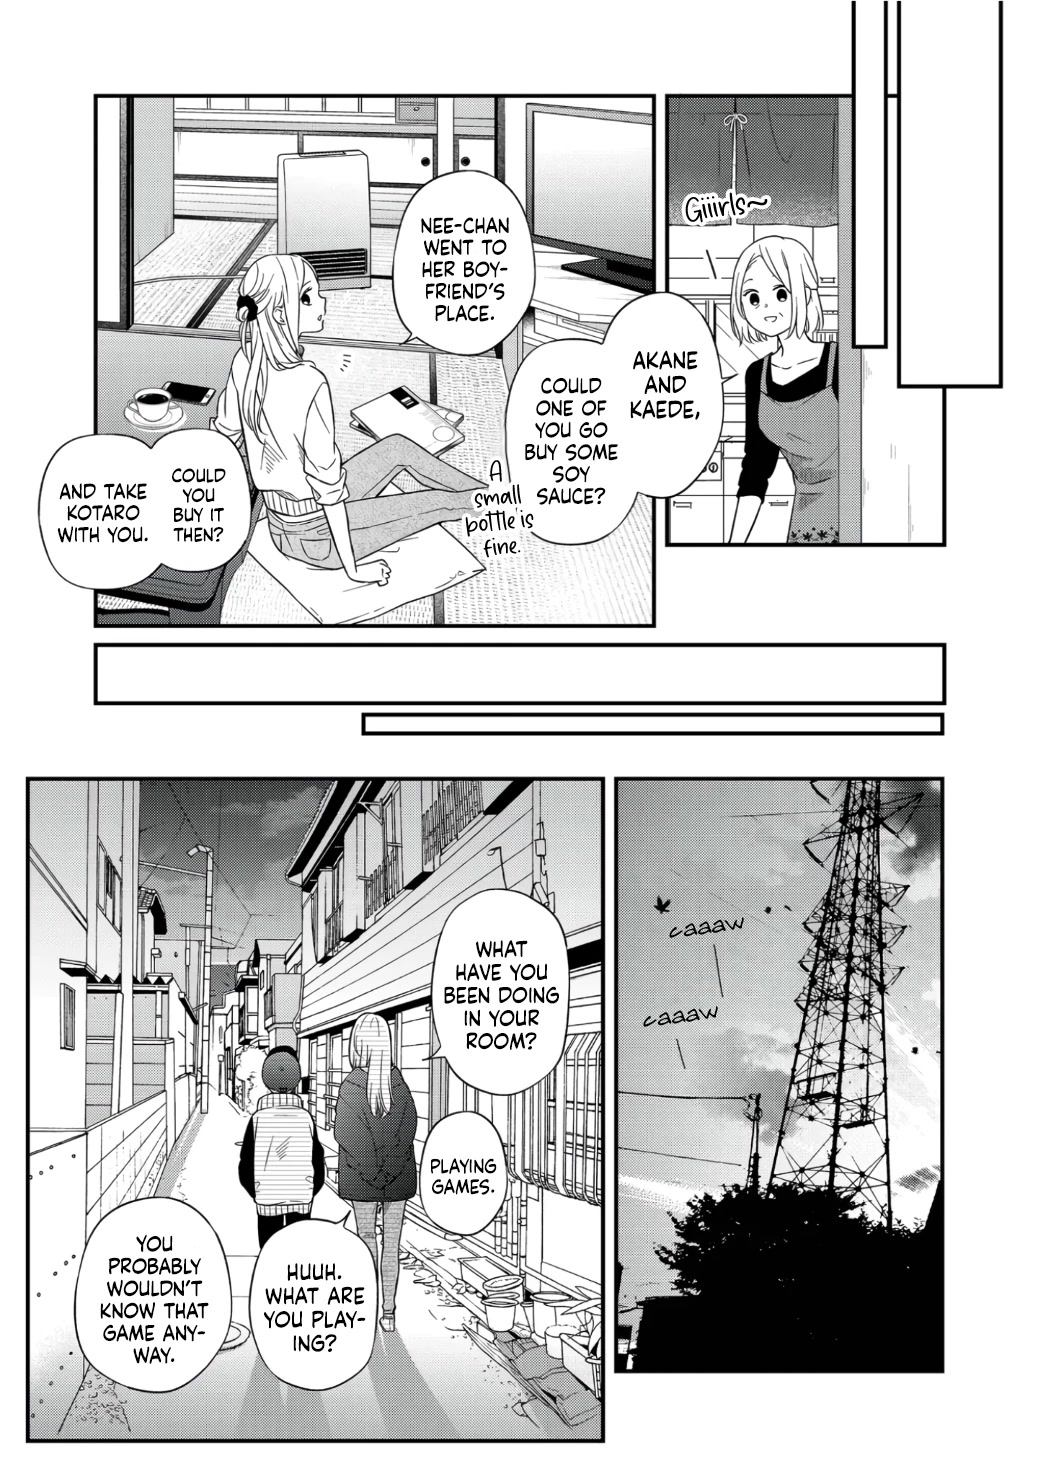 Giiirls~
AKANE
AND
KAEDE,
COULD
ONE OF
YOU GO
BUY SOME
SOY
SAUCE?
A
small
bottle is
fine.
NEE-CHAN
WENT TO
HER BOY-
FRIEND'S
PLACE.
COULD
YOU
BUY IT
THEN?
AND TAKE
KOTARO
WITH YOU.
caaaw
caaaw
WHAT
HAVE YOU
BEEN DOING
IN YOUR
ROOM?
PLAYING
GAMES.
HUUH.
WHAT ARE
YOU PLAY-
ING?
YOU
PROBABLY
WOULDN'T
KNOW THAT
GAME ANY-
WAY.